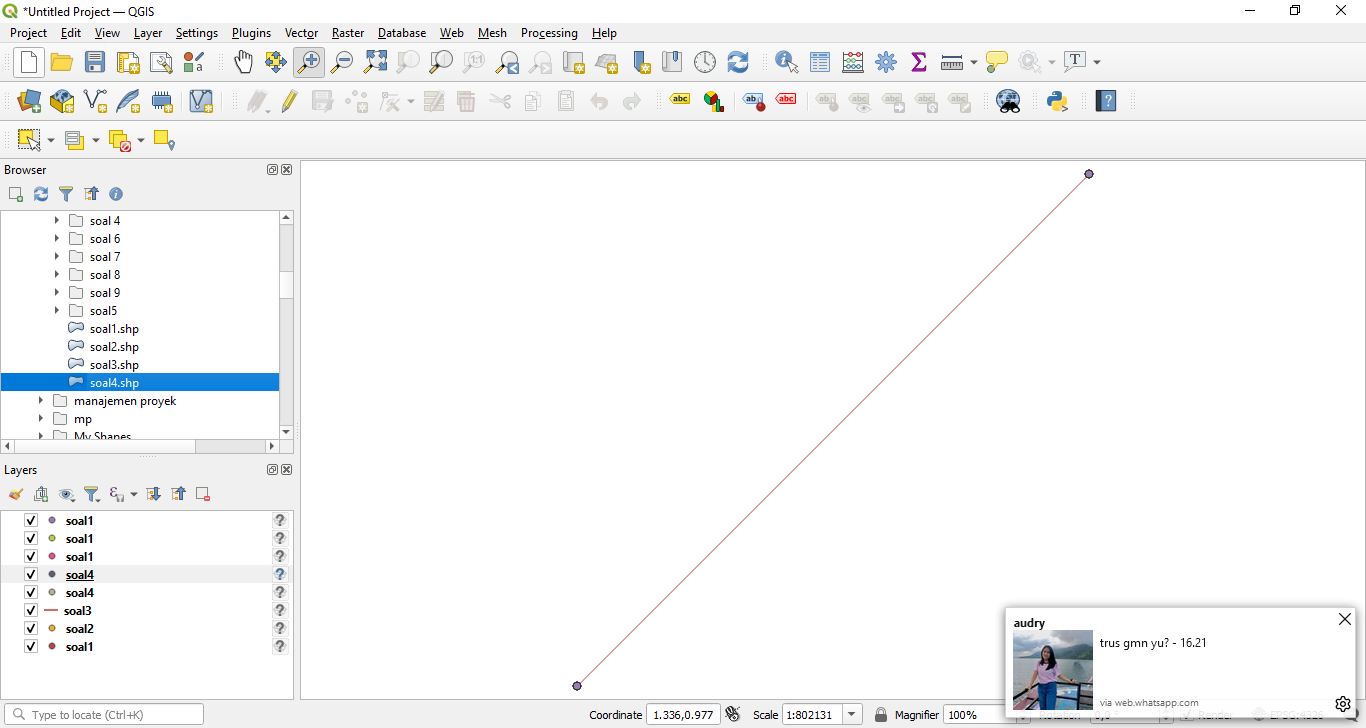 *Untitled Project — QGIS
Project Edit View Layer Settings Plugins Vector Raster Database Web Mesh Processing Help
Browser
soal 4
soal 6
soal 7
soal 8
soal 9
soal5
soal1.shp
soal2.shp
soal3.shp
soal4.shp
manajemen proyek
mp
My Shapes
Layers
soal1
soal1
soal1
soal4
soal4
soal3
soal2
soal1
audry
trus gmn yu? - 16.21
via web.whatsapp.com
Type to locate (Ctrl+K)
Coordinate 1.336,0.977 Scale 1:802131 Magnifier 100% Rotation 0,0 ° Render EPSG:4326